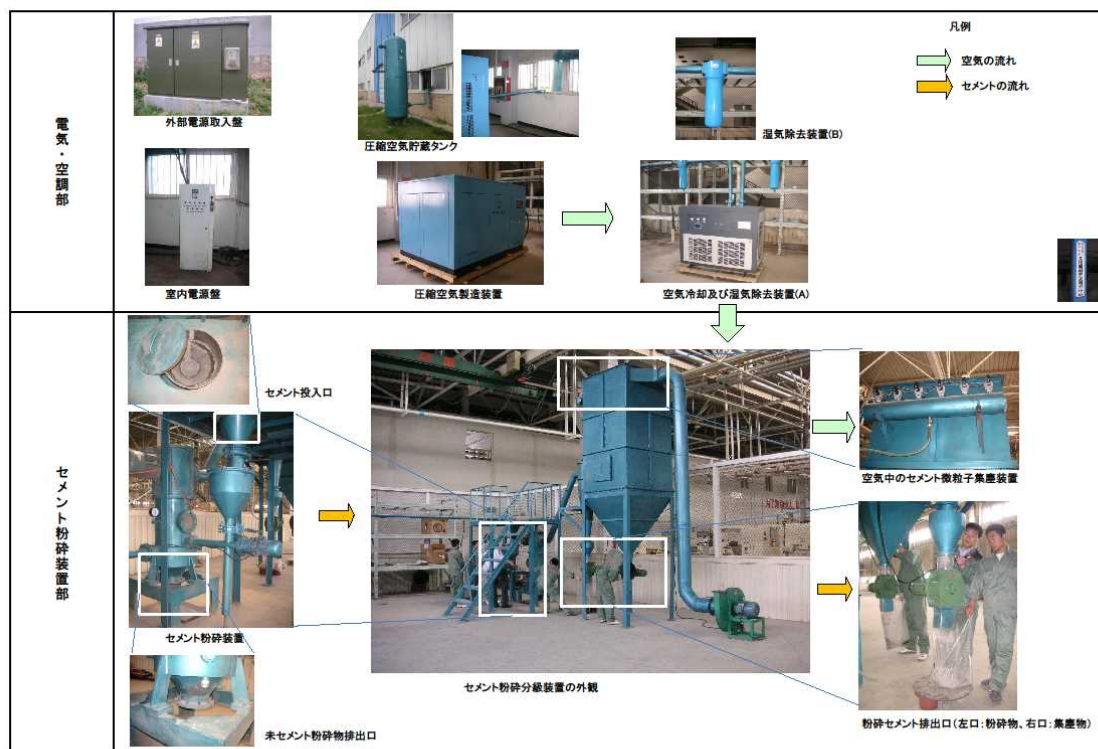 凡例
空気の流れ
セメントの流れ
電気・空調部
外部電源取入盤
圧縮空気貯蔵タンク
湿気除去装置(B)
室内電源盤
圧縮空気製造装置
空気冷却及び湿気除去装置(A)
セメント粉砕装置部
セメント投入口
空気中のセメント微粒子集塵装置
セメント粉砕装置
セメント粉砕分級装置の外観
未セメント粉砕物排出口
粉砕セメント排出口(左口:粉砕物、右口:集塵物)